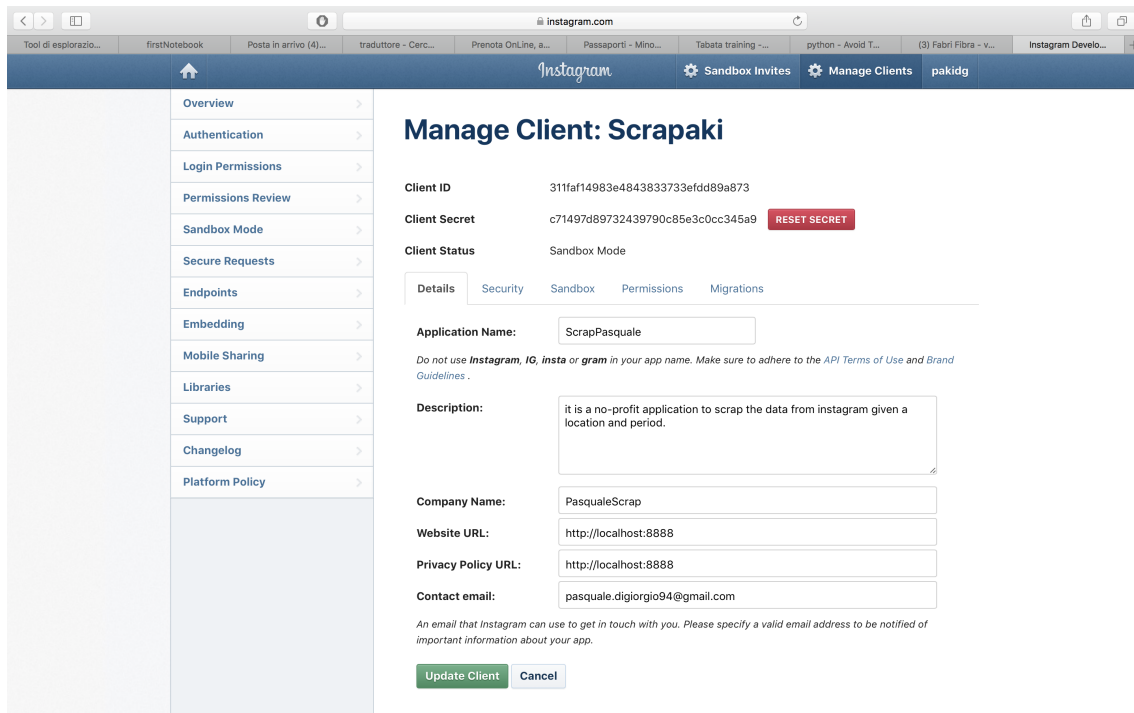 instagram.com
Tool di esplorazio... firstNotebook Posta in arrivo (4)... traduttore - Cerc... Prenota OnLine, a... Passaporti - Mino... Tabata training -... python - Avoid T... (3) Fabri Fibra - v... Instagram Develo...
Instagram Sandbox Invites Manage Clients pakidg
Overview
Authentication
Login Permissions
Permissions Review
Sandbox Mode
Secure Requests
Endpoints
Embedding
Mobile Sharing
Libraries
Support
Changelog
Platform Policy
Manage Client: Scrapaki
Client ID 311faf14983e4843833733efdd89a873
Client Secret c71497d89732439790c85e3c0cc345a9 RESET SECRET
Client Status Sandbox Mode
Details Security Sandbox Permissions Migrations
Application Name: ScrapPasquale
Do not use Instagram, IG, insta or gram in your app name. Make sure to adhere to the API Terms of Use and Brand
Guidelines .
Description: it is a no-profit application to scrap the data from instagram given a
location and period.
Company Name: PasqualeScrap
Website URL: http://localhost:8888
Privacy Policy URL: http://localhost:8888
Contact email: pasquale.digiorgio94@gmail.com
An email that Instagram can use to get in touch with you. Please specify a valid email address to be notified of
important information about your app.
Update Client Cancel